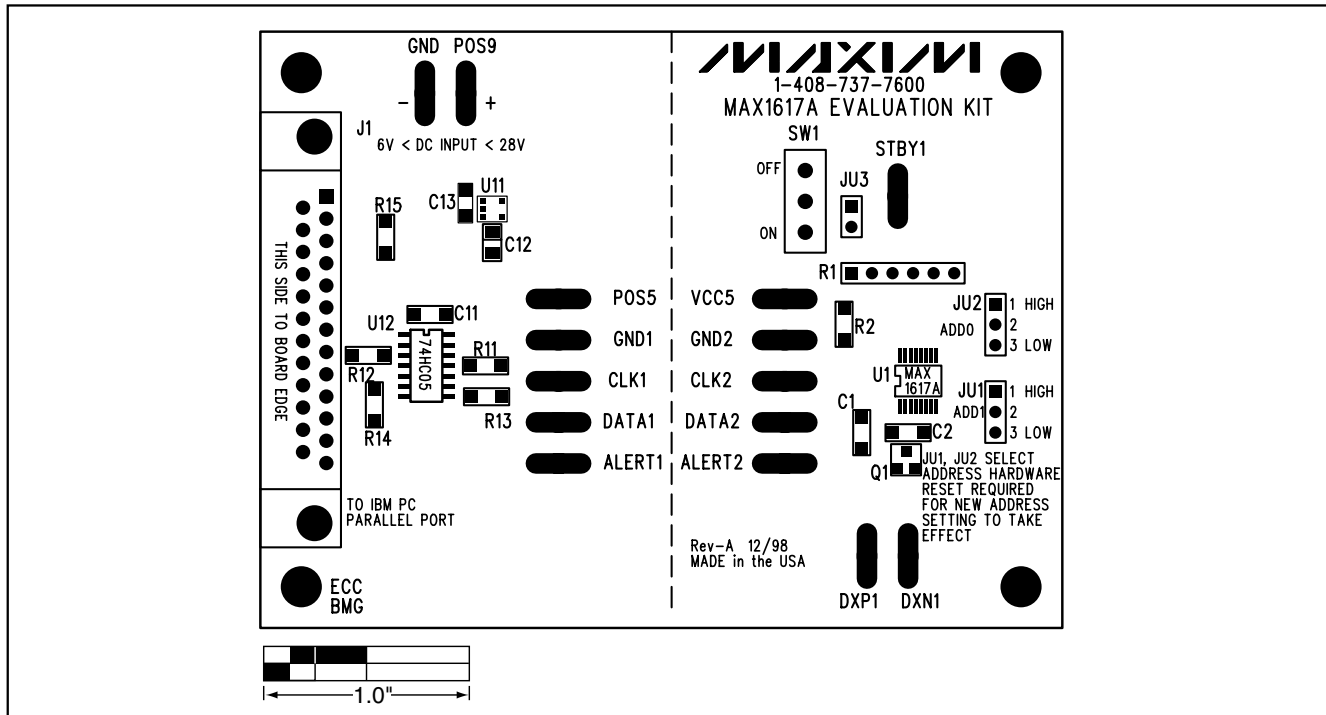 GND POS9
MAXIM
1-408-737-7600
MAX1617A EVALUATION KIT
- +
J1
6V < DC INPUT < 28V
SW1
STBY1
OFF
JU3
ON
U11
C13
R15
C12
THIS SIDE TO BOARD EDGE
R1
POS5 VCC5
JU2
1 HIGH
ADD0 2
3 LOW
C11
U12
R2
GND1 GND2
74HC05
R11
R12
U1
MAX
1617A
CLK1 CLK2
JU1
1 HIGH
ADD1 2
3 LOW
C1
R13
R14
DATA1 DATA2
C2
ALERT1 ALERT2
Q1
JU1, JU2 SELECT
ADDRESS HARDWARE
RESET REQUIRED
FOR NEW ADDRESS
SETTING TO TAKE
EFFECT
TO IBM PC
PARALLEL PORT
Rev-A 12/98
MADE in the USA
ECC
BMG
DXP1 DXN1
1.0"